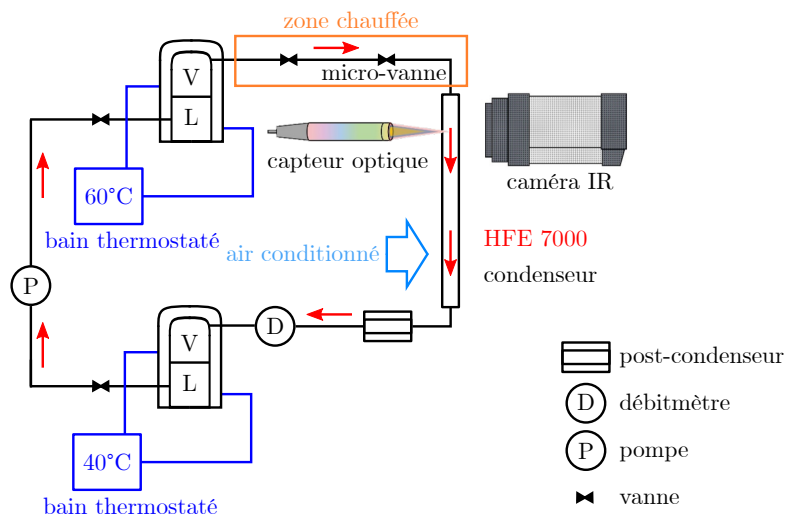 zone chauffée
micro-vanne
V
L
capteur optique
caméra IR
60°C
bain thermostaté
air conditionné
HFE 7000
condenseur
P
V
D
L
40°C
bain thermostaté
post-condenseur
D débitmètre
P pompe
vanne